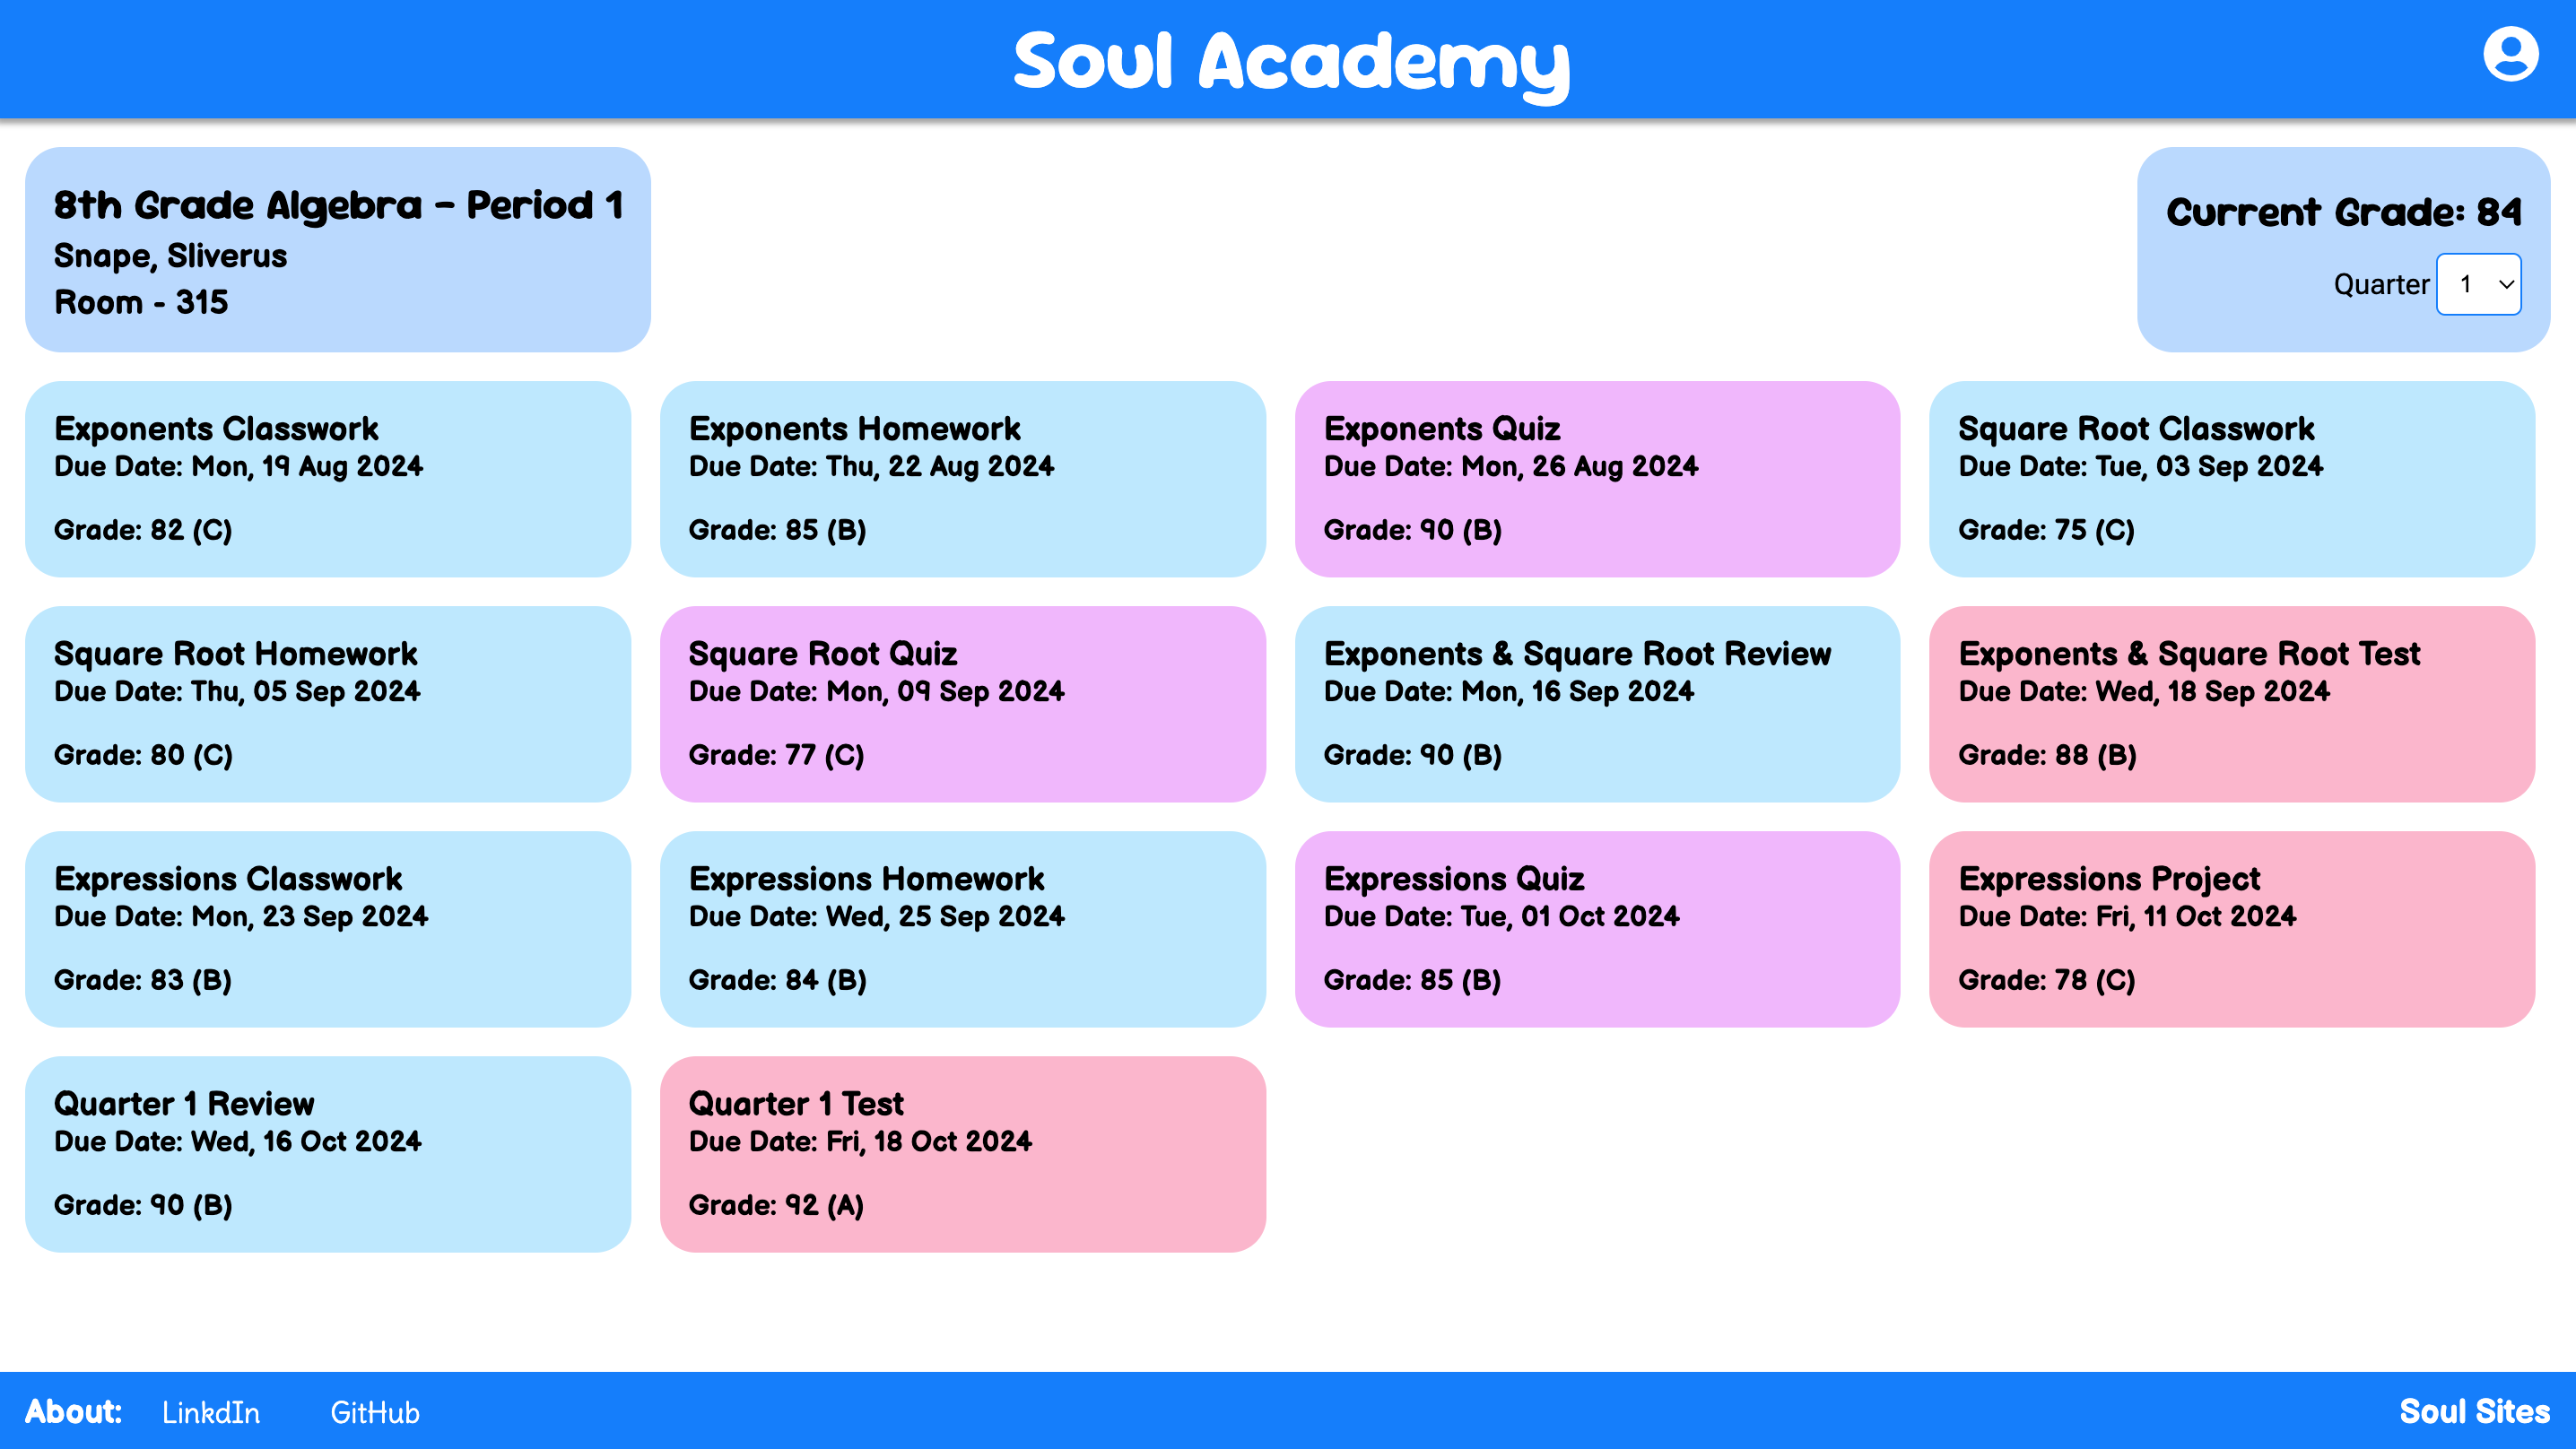 Soul Academy
8th Grade Algebra - Period 1
Snape, Sliverus
Room - 315
Current Grade: 84
Quarter 1
Exponents Classwork
Due Date: Mon, 19 Aug 2024
Grade: 82 (C)
Exponents Homework
Due Date: Thu, 22 Aug 2024
Grade: 85 (B)
Exponents Quiz
Due Date: Mon, 26 Aug 2024
Grade: 90 (B)
Square Root Classwork
Due Date: Tue, 03 Sep 2024
Grade: 75 (C)
Square Root Homework
Due Date: Thu, 05 Sep 2024
Grade: 80 (C)
Square Root Quiz
Due Date: Mon, 09 Sep 2024
Grade: 77 (C)
Exponents & Square Root Review
Due Date: Mon, 16 Sep 2024
Grade: 90 (B)
Exponents & Square Root Test
Due Date: Wed, 18 Sep 2024
Grade: 88 (B)
Expressions Classwork
Due Date: Mon, 23 Sep 2024
Grade: 83 (B)
Expressions Homework
Due Date: Wed, 25 Sep 2024
Grade: 84 (B)
Expressions Quiz
Due Date: Tue, 01 Oct 2024
Grade: 85 (B)
Expressions Project
Due Date: Fri, 11 Oct 2024
Grade: 78 (C)
Quarter 1 Review
Due Date: Wed, 16 Oct 2024
Grade: 90 (B)
Quarter 1 Test
Due Date: Fri, 18 Oct 2024
Grade: 92 (A)
About: LinkdIn GitHub
Soul Sites